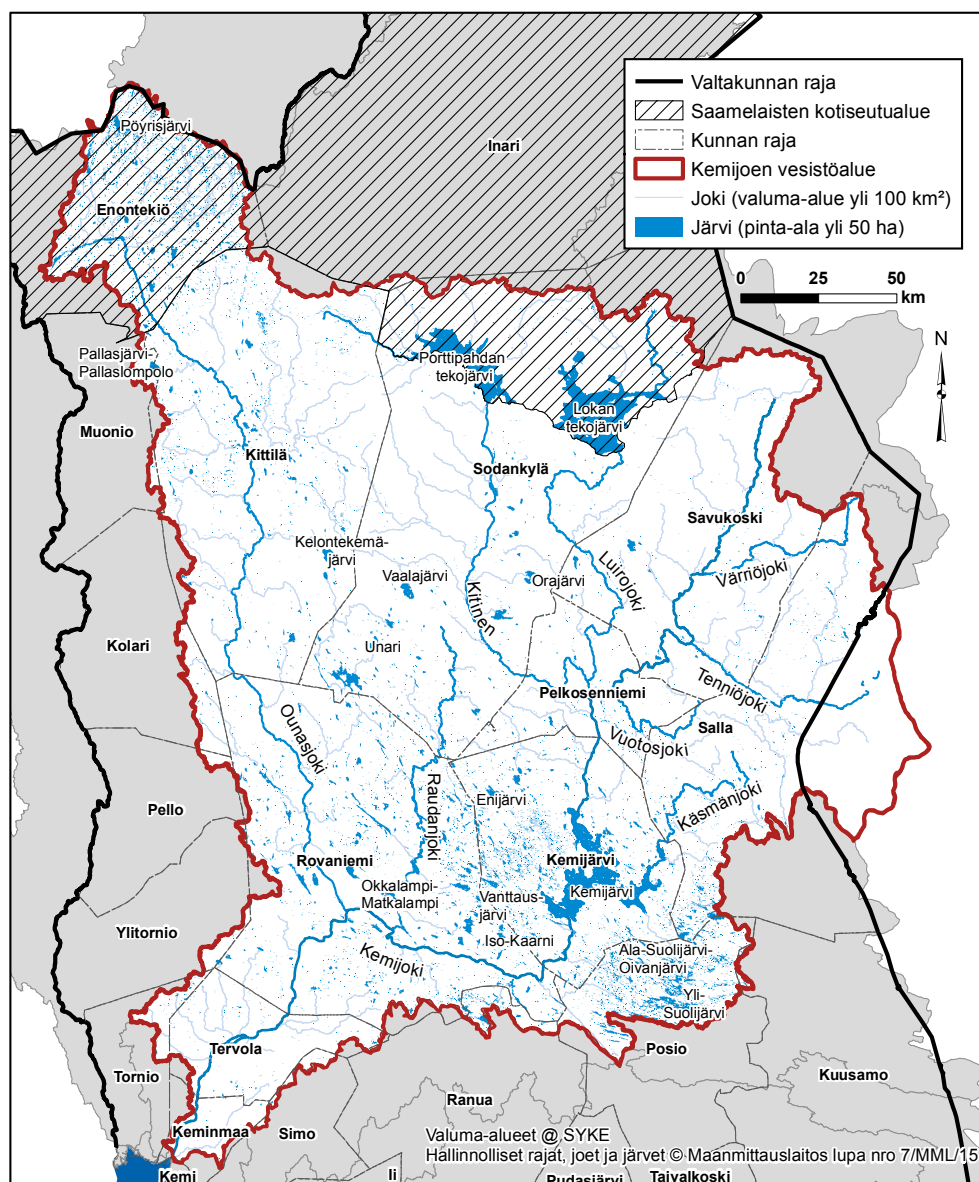 Valtakunnan raja
Saamelaisten kotiseutualue
Kunnan raja
Kemijoen vesistöalue
Joki (valuma-alue yli 100 km²)
Järvi (pinta-ala yli 50 ha)
0 25 50
km
N
Pöyrisjärvi
Inari
Enontekiö
Pallasjärvi-
Pallaslompolo
Porttipahdan
tekojärvi
Lokan
tekojärvi
Muonio
Kittilä
Sodankylä
Savukoski
Kelontekemä-
järvi
Vaalajärvi
Kitinen
Orajärvi
Luirojoki
Värriöjoki
Kolari
Unari
Pelkosenniemi
Tenniöjoki
Salla
Ounasjoki
Vuotosjoki
Raudanjoki
Enijärvi
Käsmänjoki
Pello
Rovaniemi
Kemijärvi
Okkalampi-
Matkalampi
Vanttaus-
järvi
Kemijärvi
Ylitornio
Iso-Kaarni
Kemijoki
Ala-Suolijärvi-
Oivanjärvi
Yli-
Suolijärvi
Tervola
Posio
Tornio
Kuusamo
Ranua
Keminmaa
Simo
Valuma-alueet @ SYKE
Hallinnolliset rajat, joet ja järvet © Maanmittauslaitos lupa nro 7/MML/15
Kemi
Ii
Pudasjärvi
Taivalkoski